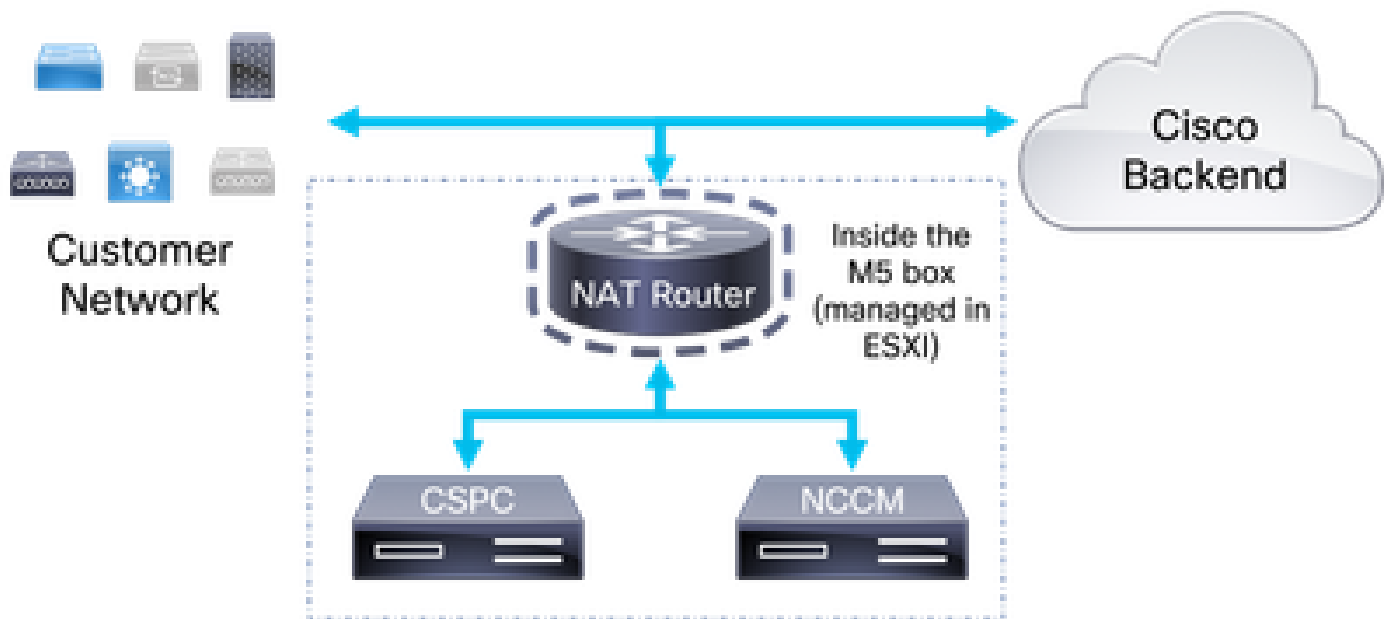 Customer
Network
Cisco
Backend
NAT Router
Inside the
M5 box
(managed in
ESXI)
CSPC
NCCM